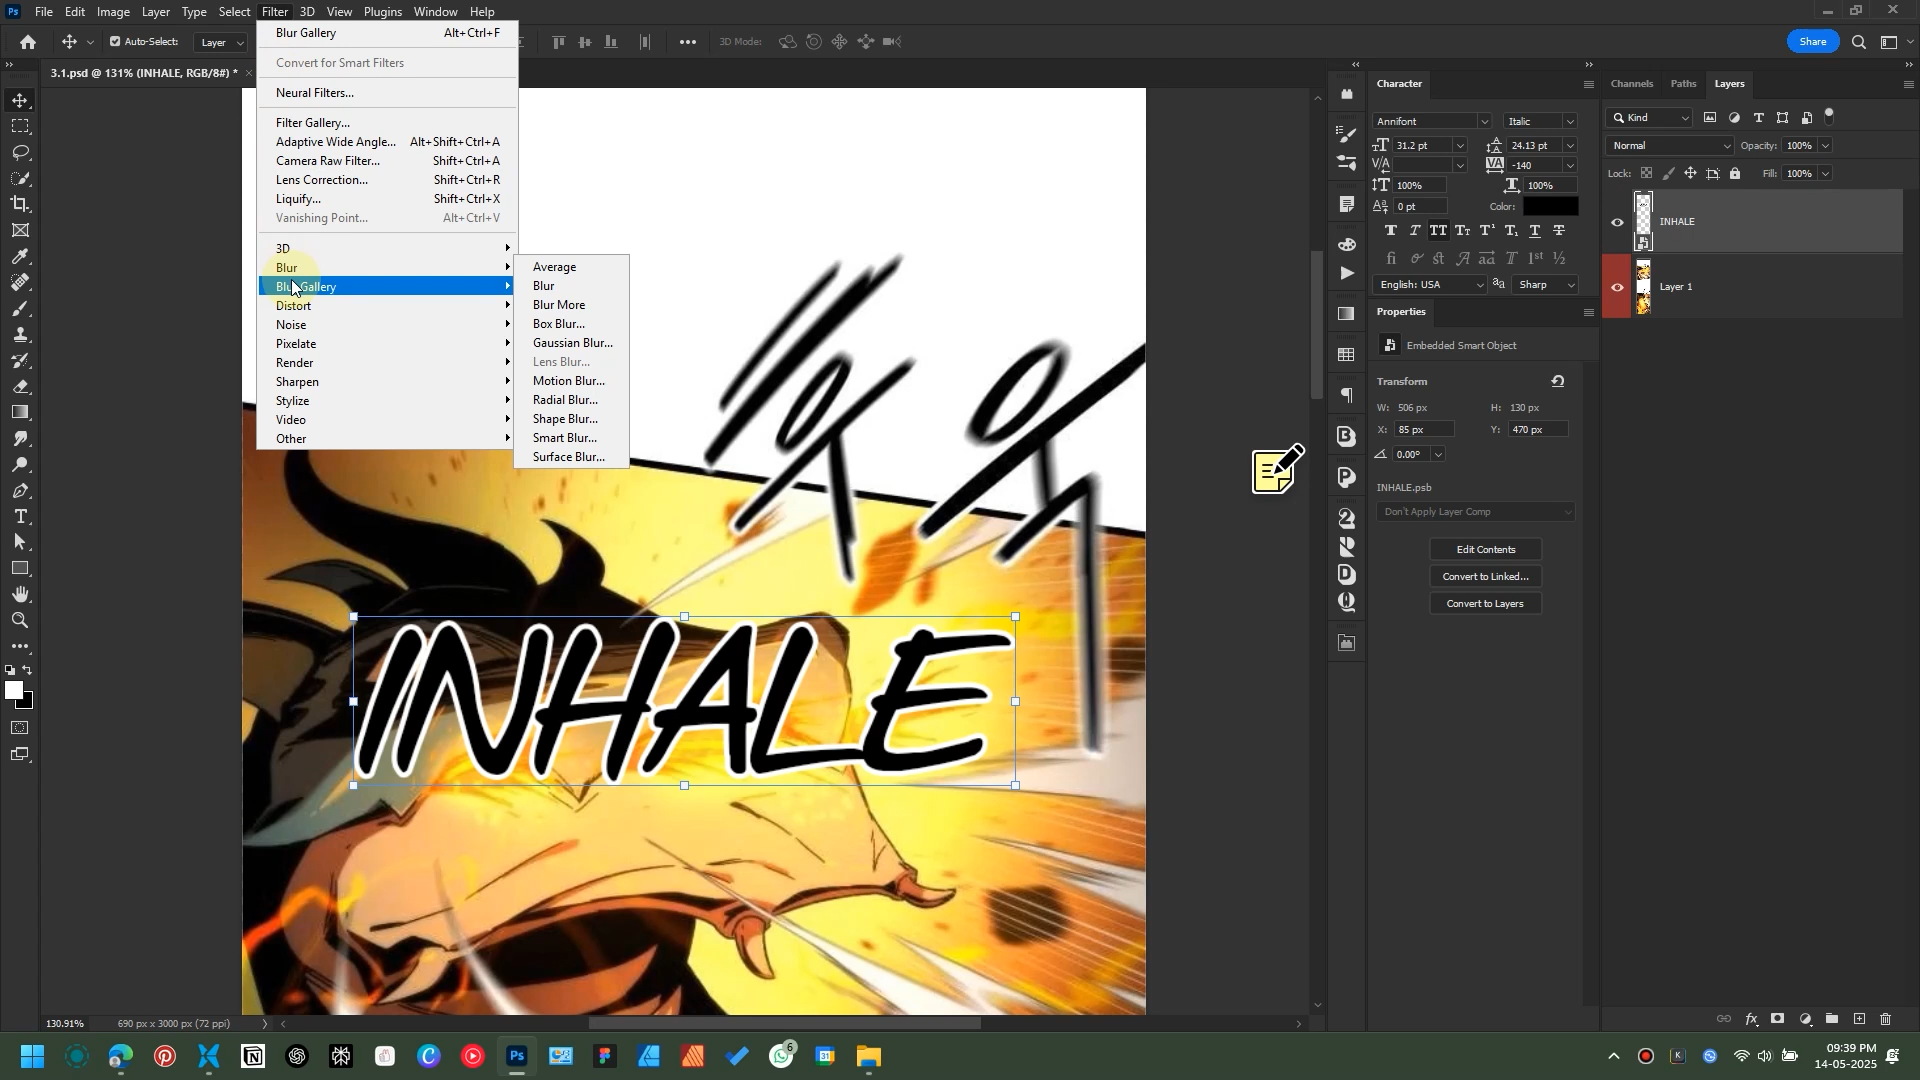 Ps File Edit Image Layer Type Select Filter 3D View Plugins Window Help
Auto-Select: Layer 3D Mode: Share
3.1.psd @ 131% (INHALE, RGB/8#) *
Blur Gallery Alt+Ctrl+F
Convert for Smart Filters
Neural Filters...
Filter Gallery...
Adaptive Wide Angle... Alt+Shift+Ctrl+A
Camera Raw Filter... Shift+Ctrl+A
Lens Correction... Shift+Ctrl+R
Liquify... Shift+Ctrl+X
Vanishing Point... Alt+Ctrl+V
3D
Blur
Blur Gallery
Distort
Noise
Pixelate
Render
Sharpen
Stylize
Video
Other
Average
Blur
Blur More
Box Blur...
Gaussian Blur...
Lens Blur...
Motion Blur...
Radial Blur...
Shape Blur...
Smart Blur...
Surface Blur...
INHALE
Character
Annifont Italic
31.2 pt 24.13 pt
-140
100% 100%
0 pt Color:
English: USA Sharp
Properties
Embedded Smart Object
Transform
W: 506 px H: 130 px
X: 85 px Y: 470 px
0.00°
INHALE.psb
Don't Apply Layer Comp
Edit Contents
Convert to Linked...
Convert to Layers
Channels Paths Layers
Kind
Normal Opacity: 100%
Lock: Fill: 100%
INHALE
Layer 1
130.91% 690 px x 3000 px (72 ppi)
Ps
6
31
09:39 PM
14-05-2025